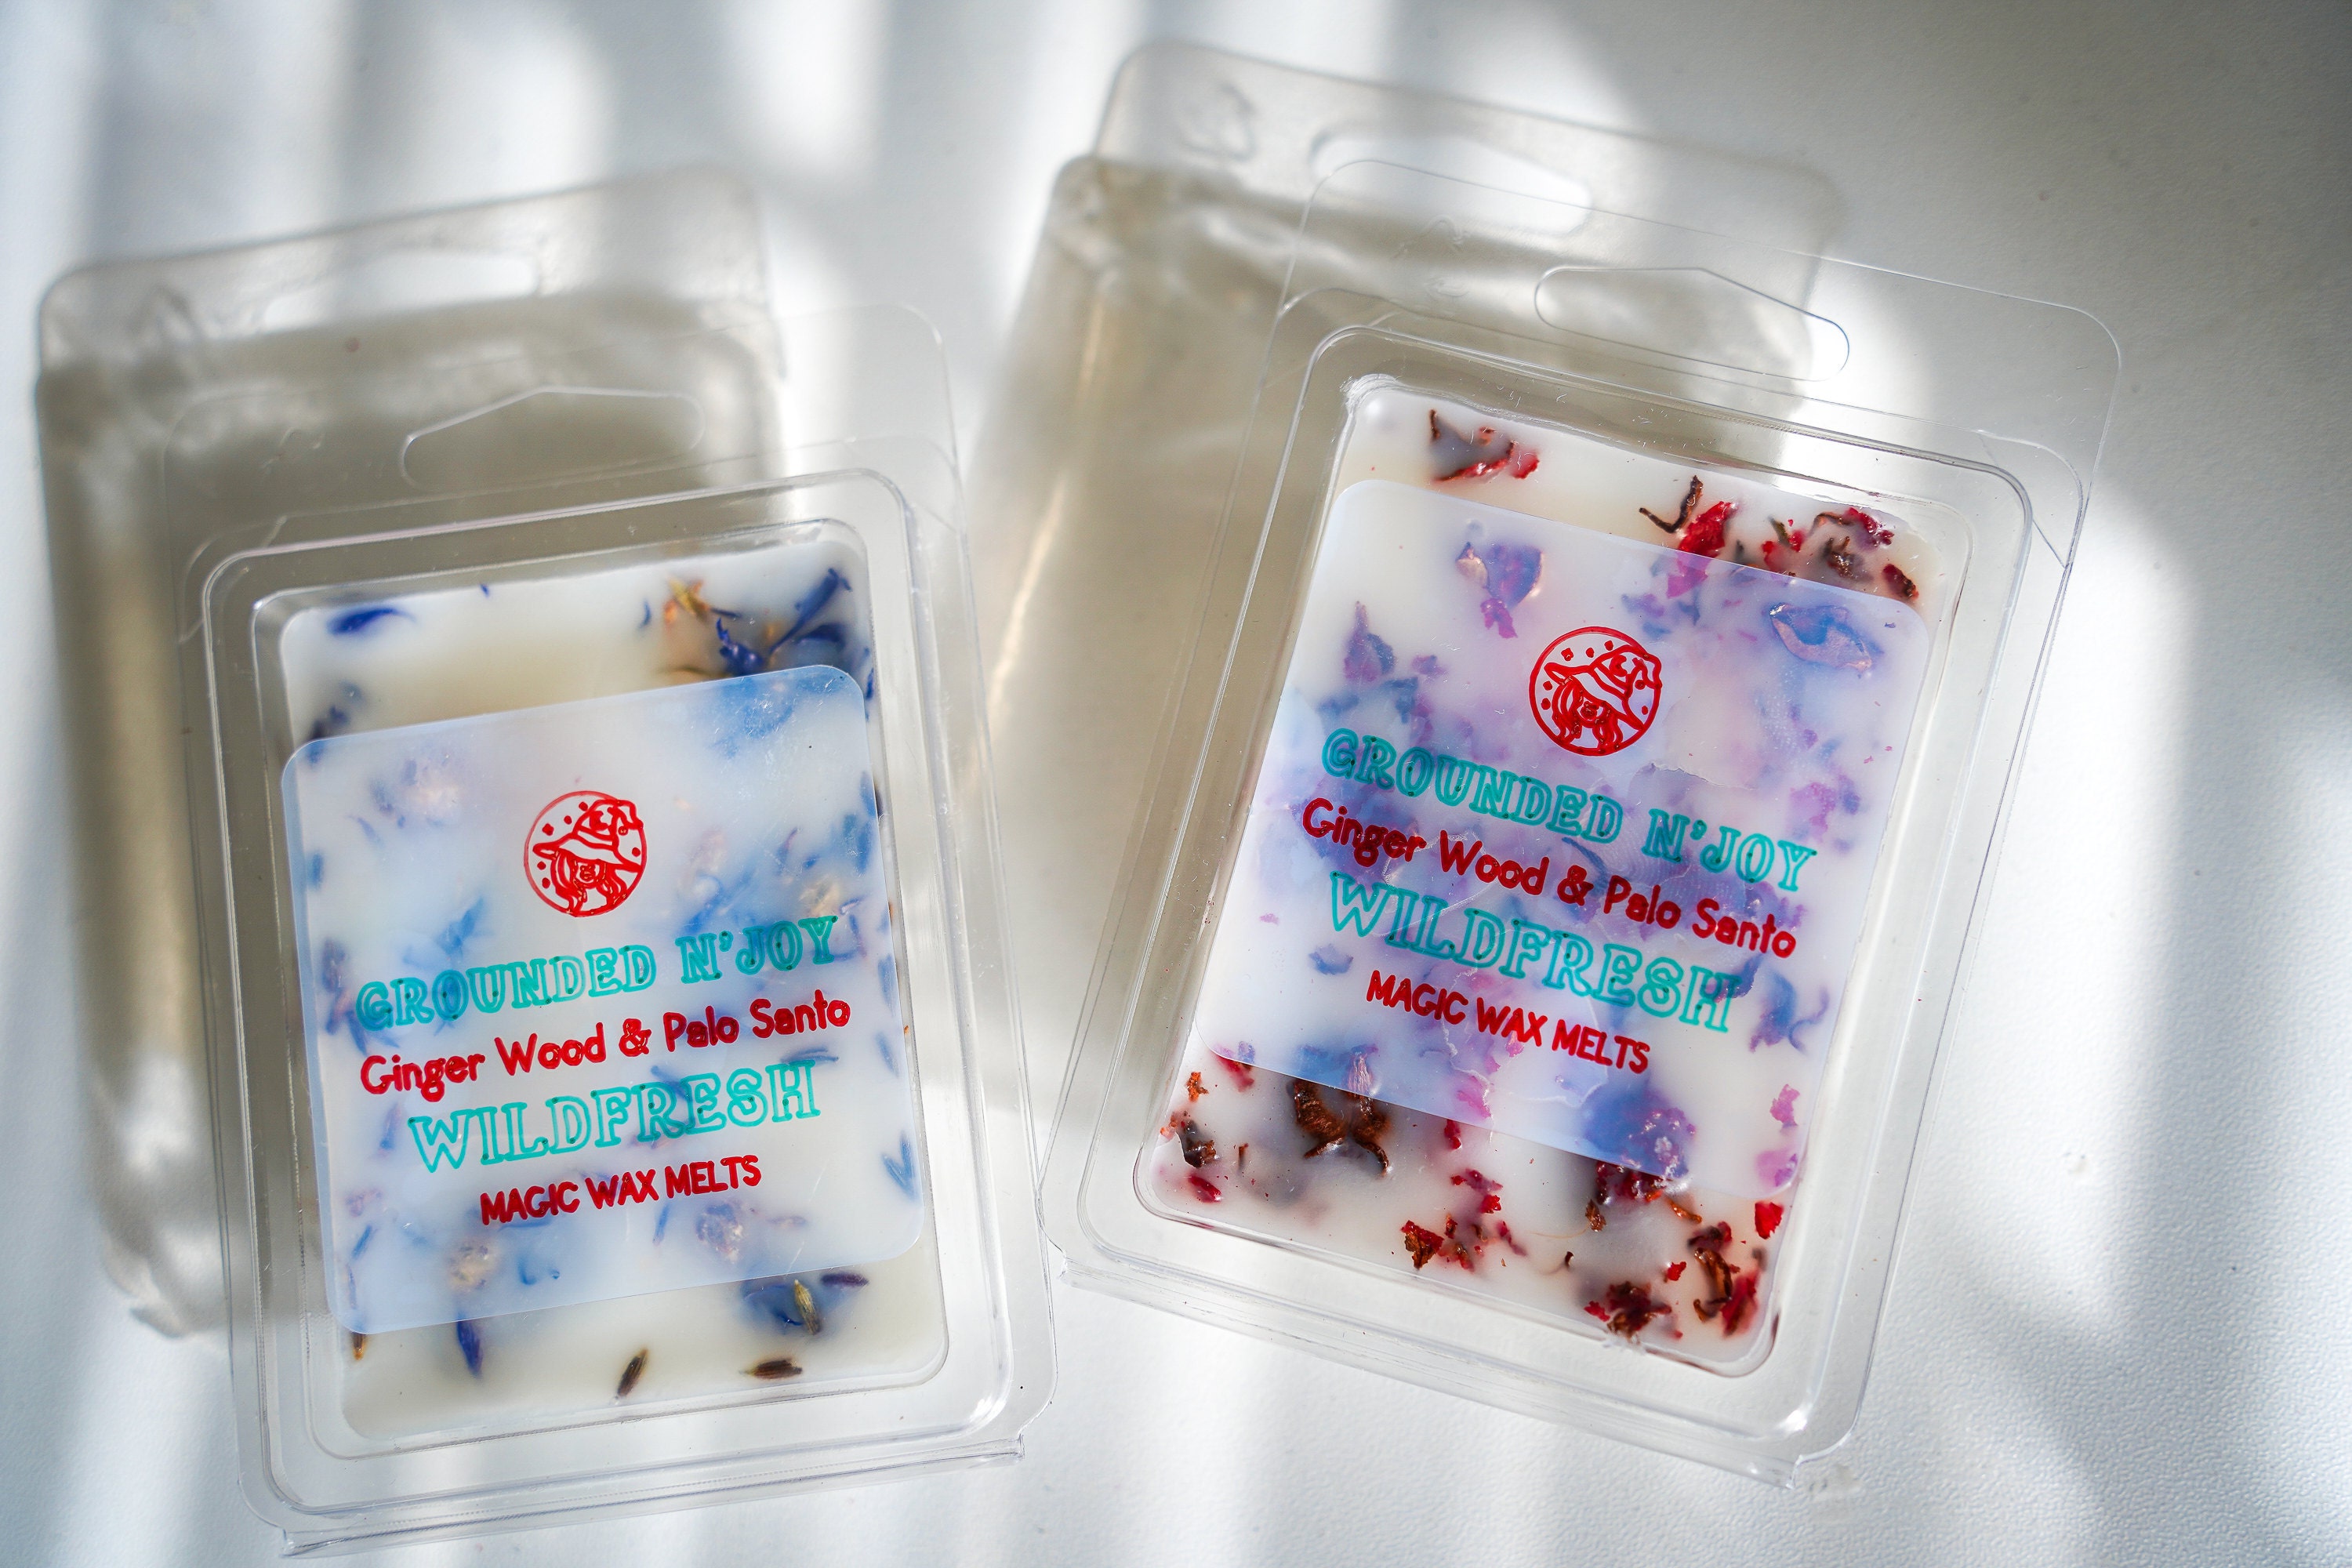 GROUNDED N'JOY
Ginger Wood & Palo Santo
WILDFRESH
MAGIC WAX MELTS
GROUNDED N'JOY
Ginger Wood & Palo Santo
WILDFRESH
MAGIC WAX MELTS